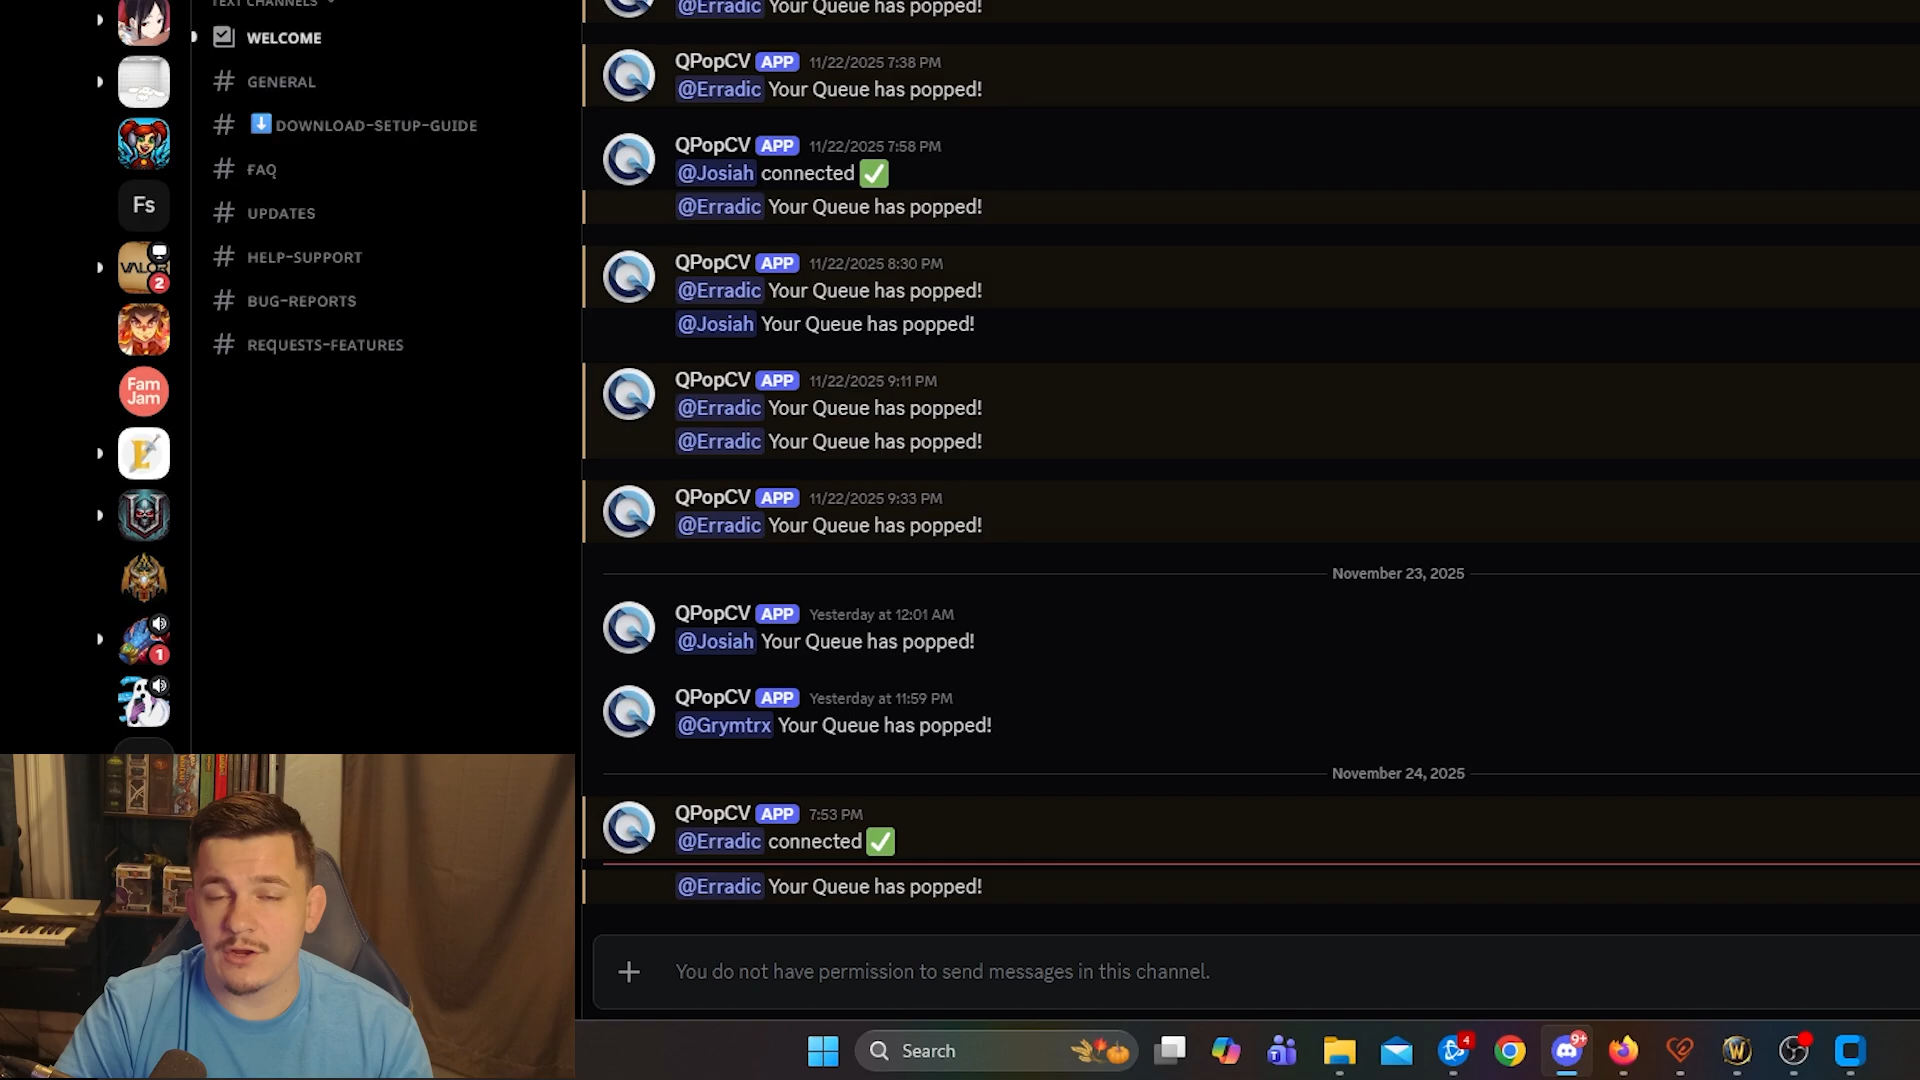 TEXT CHANNELS
WELCOME
GENERAL
DOWNLOAD-SETUP-GUIDE
FAQ
UPDATES
HELP-SUPPORT
BUG-REPORTS
REQUESTS-FEATURES
Fs
VALOR
2
Fam
Jam
E
1
@Erradic Your Queue has popped!
QPopCV APP 11/22/2025 7:38 PM
@Erradic Your Queue has popped!
QPopCV APP 11/22/2025 7:58 PM
@Josiah connected
@Erradic Your Queue has popped!
QPopCV APP 11/22/2025 8:30 PM
@Erradic Your Queue has popped!
@Josiah Your Queue has popped!
QPopCV APP 11/22/2025 9:11 PM
@Erradic Your Queue has popped!
@Erradic Your Queue has popped!
QPopCV APP 11/22/2025 9:33 PM
@Erradic Your Queue has popped!
November 23, 2025
QPopCV APP Yesterday at 12:01 AM
@Josiah Your Queue has popped!
QPopCV APP Yesterday at 11:59 PM
@Grymtrx Your Queue has popped!
November 24, 2025
QPopCV APP 7:53 PM
@Erradic connected
@Erradic Your Queue has popped!
You do not have permission to send messages in this channel.
Search
4
9+